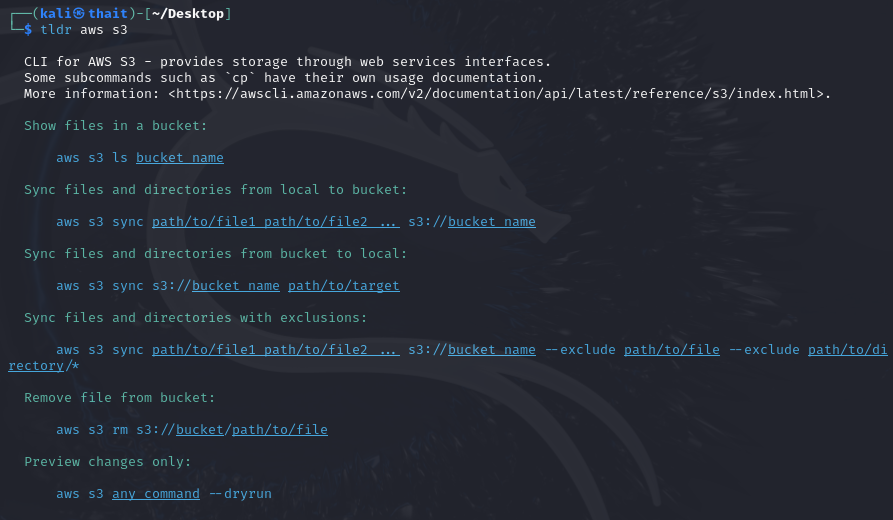 ┌──(kali㉿thait)-[~/Desktop]
└─$ tldr aws s3
CLI for AWS S3 - provides storage through web services interfaces.
Some subcommands such as `cp` have their own usage documentation.
More information: <https://awscli.amazonaws.com/v2/documentation/api/latest/reference/s3/index.html>.
Show files in a bucket:
aws s3 ls bucket_name
Sync files and directories from local to bucket:
aws s3 sync path/to/file1 path/to/file2 ... s3://bucket_name
Sync files and directories from bucket to local:
aws s3 sync s3://bucket_name path/to/target
Sync files and directories with exclusions:
aws s3 sync path/to/file1 path/to/file2 ... s3://bucket_name --exclude path/to/file --exclude path/to/di
rectory/*
Remove file from bucket:
aws s3 rm s3://bucket/path/to/file
Preview changes only:
aws s3 any_command --dryrun